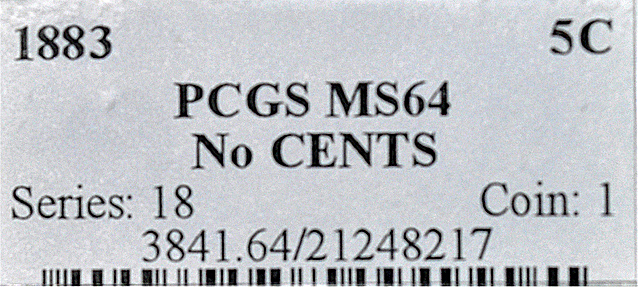 1883 5C
PCGS MS64
No CENTS
Series: 18 Coin: 1
3841.64/21248217